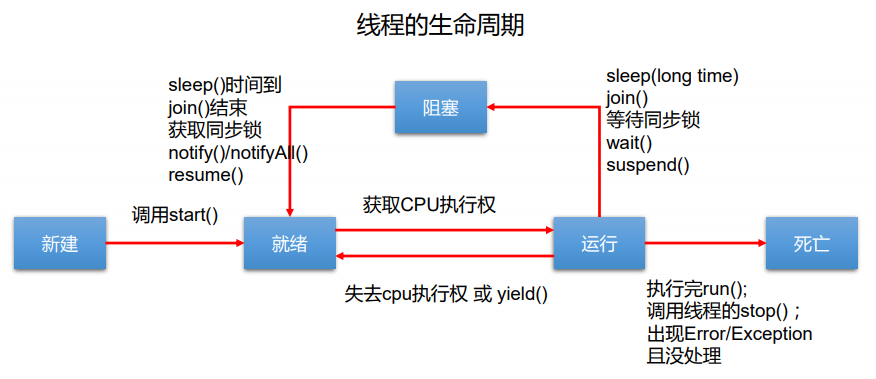 线程的生命周期
sleep()时间到
join()结束
获取同步锁
notify()/notifyAll()
resume()
阻塞
sleep(long time)
join()
等待同步锁
wait()
suspend()
新建
调用start()
就绪
获取CPU执行权
失去cpu执行权 或 yield()
运行
死亡
执行完run();
调用线程的stop() ;
出现Error/Exception
且没处理